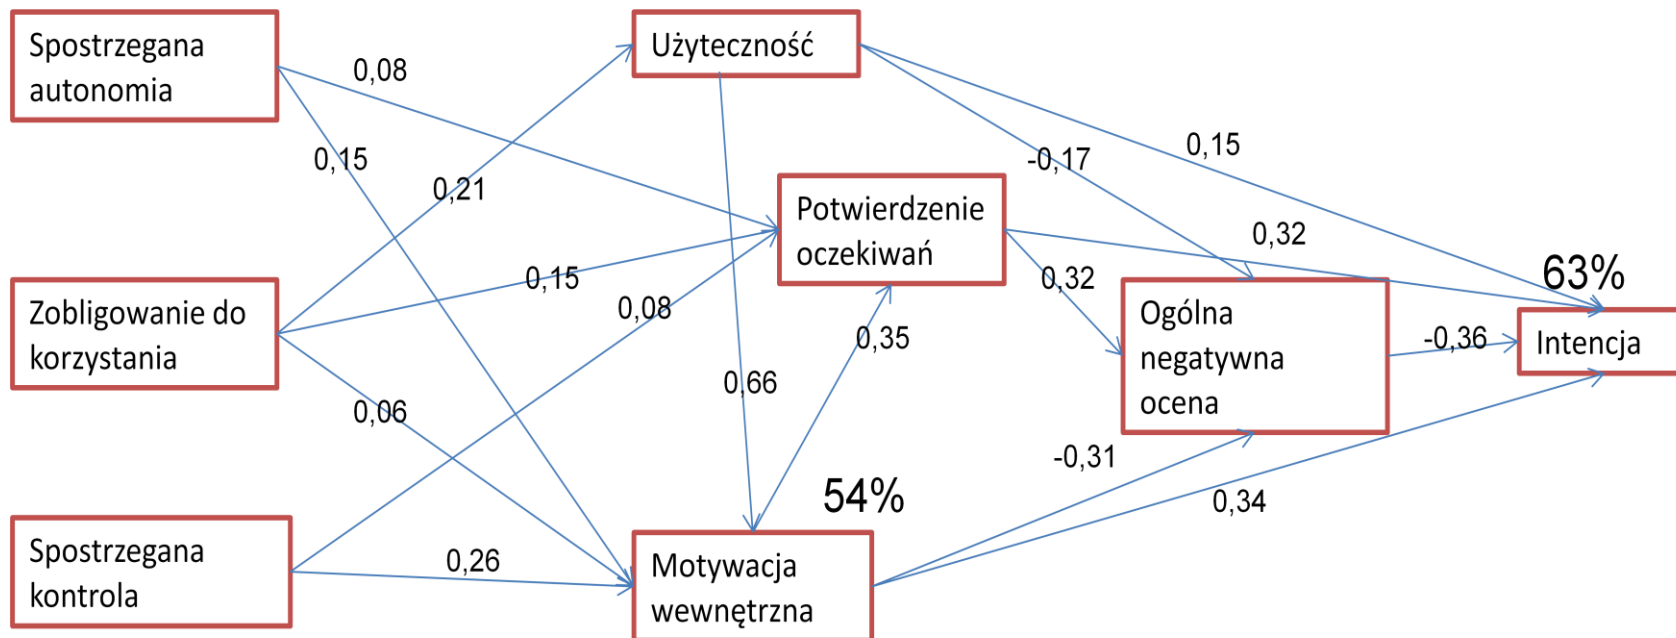 Spostrzegana
autonomia
0,08
0,15
Użyteczność
0,21
-0,17
0,15
Potwierdzenie
oczekiwań
0,32
0,32
63%
Zobligowanie do
korzystania
0,15
0,08
0,06
0,35
0,66
Ogólna
negatywna
ocena
-0,36
Intencja
-0,31
0,34
54%
Spostrzegana
kontrola
0,26
Motywacja
wewnętrzna